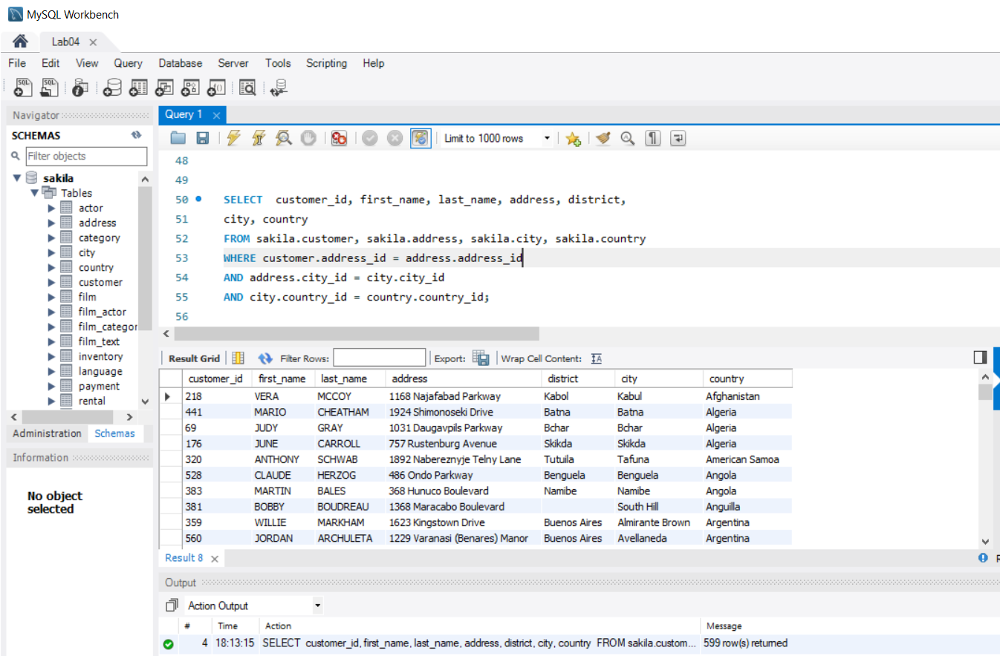 MySQL Workbench
Lab04
File Edit View Query Database Server Tools Scripting Help
SQL SQL
Navigator
SCHEMAS
Filter objects
sakila
Tables
actor
address
category
city
country
customer
film
film_actor
film_categor
film_text
inventory
language
payment
rental
Administration Schemas
Information
No object
selected
Query 1
Limit to 1000 rows
48
49
50 SELECT customer_id, first_name, last_name, address, district,
51 city, country
52 FROM sakila.customer, sakila.address, sakila.city, sakila.country
53 WHERE customer.address_id = address.address_id
54 AND address.city_id = city.city_id
55 AND city.country_id = country.country_id;
56
Result Grid Filter Rows: Export: Wrap Cell Content: IA
customer_id first_name last_name address district city country
218 VERA MCCOY 1168 Najafabad Parkway Kabol Kabul Afghanistan
441 MARIO CHEATHAM 1924 Shimonoseki Drive Batna Batna Algeria
69 JUDY GRAY 1031 Daugavpils Parkway Bchar Bchar Algeria
176 JUNE CARROLL 757 Rustenburg Avenue Skikda Skikda Algeria
320 ANTHONY SCHWAB 1892 Nabereznyje Telny Lane Tutuila Tafuna American Samoa
528 CLAUDE HERZOG 486 Ondo Parkway Benguela Benguela Angola
383 MARTIN BALES 368 Hunuco Boulevard Namibe Namibe Angola
381 BOBBY BOUDREAU 1368 Maracabo Boulevard South Hill Anguilla
359 WILLIE MARKHAM 1623 Kingstown Drive Buenos Aires Almirante Brown Argentina
560 JORDAN ARCHULETA 1229 Varanasi (Benares) Manor Buenos Aires Avellaneda Argentina
Result 8
Output
Action Output
# Time Action Message
4 18:13:15 SELECT customer_id, first_name, last_name, address, district, city, country FROM sakila.custom... 599 row(s) returned